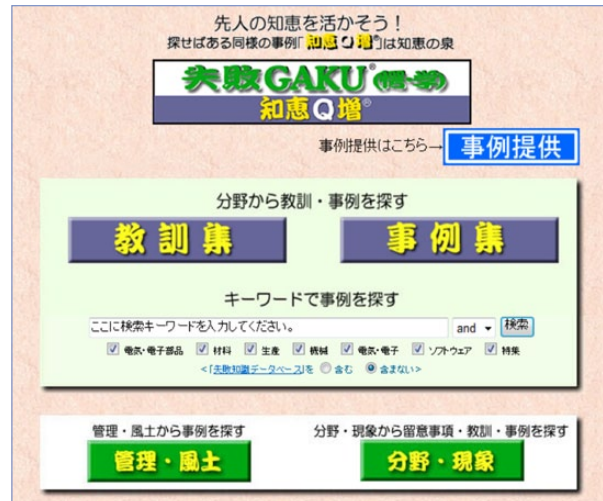 先人の知恵を活かそう！
探せばある同様の事例「知恵Q増®」は知恵の泉
失敗GAKU®(愕・学)
知恵Q増®
事例提供はこちら→ 事例提供
分野から教訓・事例を探す
教訓集 事例集
キーワードで事例を探す
ここに検索キーワードを入力してください。 and 検索
電気・電子部品 材料 生産 機械 電気・電子 ソフトウェア 特集
<「失敗知識データベース」を 含む 含まない>
管理・風土から事例を探す 分野・現象から留意事項・教訓・事例を探す
管理・風土 分野・現象